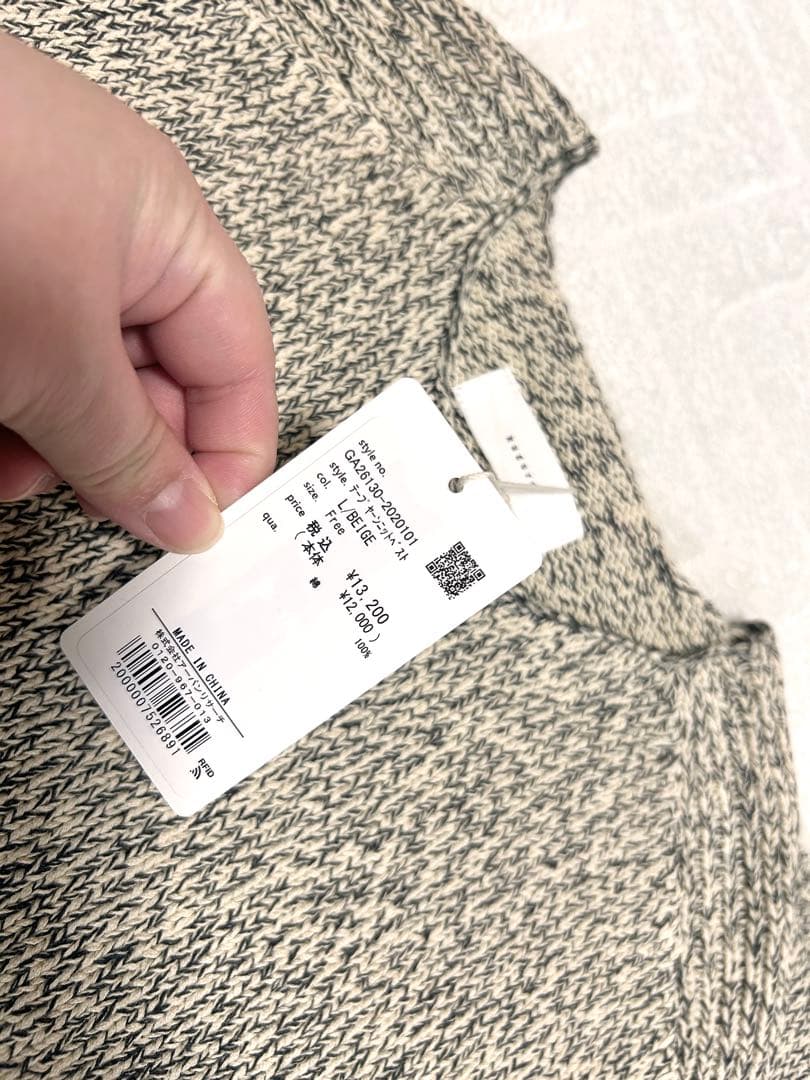 style no.
GA26130-2020101
style. テープ ヤーンニットベスト
col. L/BEIGE
size. Free
price 税込 ¥13,200
(本体 ¥12,000)
qua. 綿 100%
MADE IN CHINA
株式会社アーバンリサーチ
0120-967-013
2000007526891
RFID